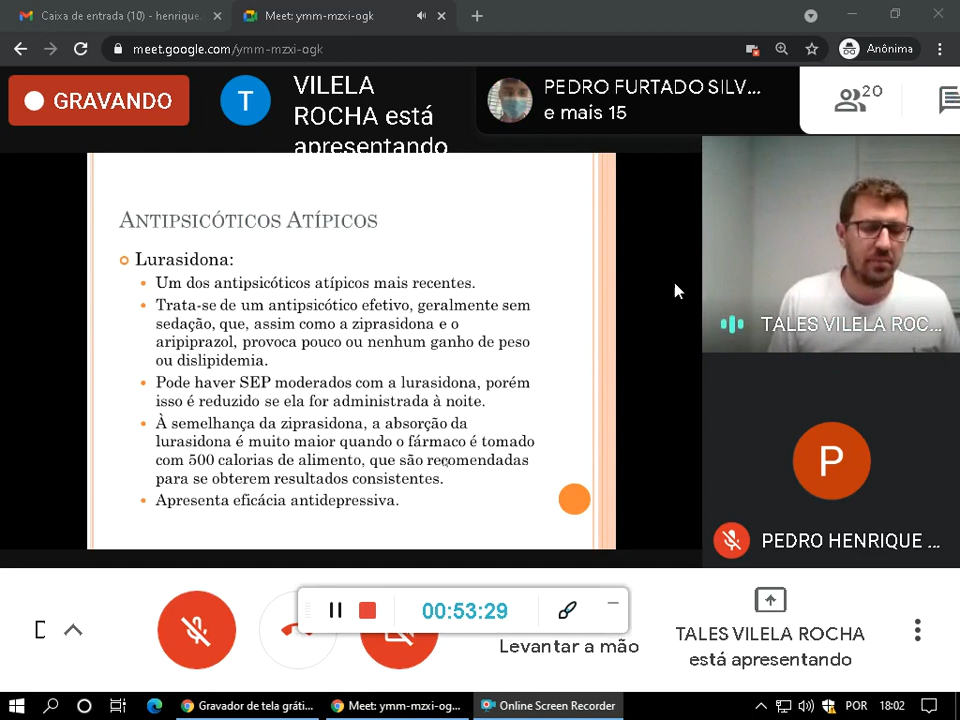 Caixa de entrada (10) - henrique.
Meet: ymm-mzxi-ogk
meet.google.com/ymm-mzxi-ogk
Anônima
GRAVANDO
T
VILELA
ROCHA está
apresentando
PEDRO FURTADO SILV...
e mais 15
20
ANTIPSICÓTICOS ATÍPICOS
Lurasidona:
Um dos antipsicóticos atípicos mais recentes.
Trata-se de um antipsicótico efetivo, geralmente sem
sedação, que, assim como a ziprasidona e o
aripiprazol, provoca pouco ou nenhum ganho de peso
ou dislipidemia.
Pode haver SEP moderados com a lurasidona, porém
isso é reduzido se ela for administrada à noite.
À semelhança da ziprasidona, a absorção da
lurasidona é muito maior quando o fármaco é tomado
com 500 calorias de alimento, que são recomendadas
para se obterem resultados consistentes.
Apresenta eficácia antidepressiva.
TALES VILELA ROC...
P
PEDRO HENRIQUE ...
00:53:29
Levantar a mão
TALES VILELA ROCHA
está apresentando
Gravador de tela gráti...
Meet: ymm-mzxi-og...
Online Screen Recorder
POR
18:02